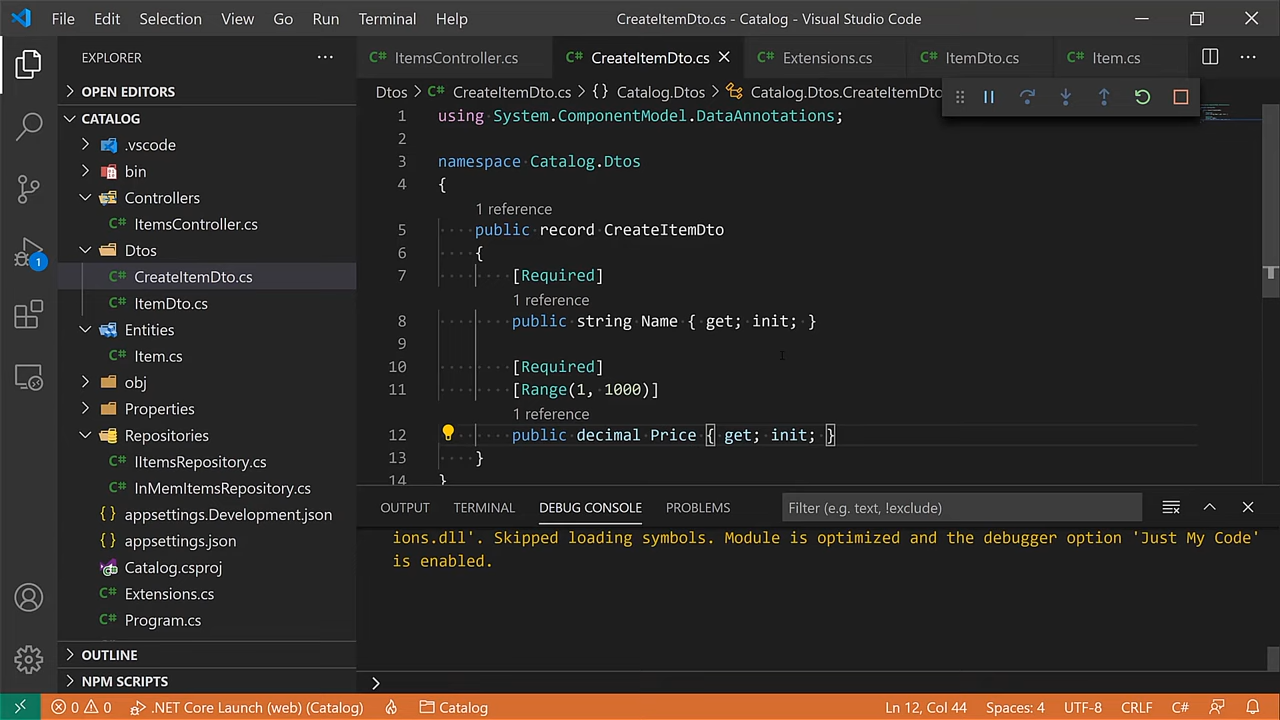 File Edit Selection View Go Run Terminal Help CreateItemDto.cs - Catalog - Visual Studio Code
EXPLORER
OPEN EDITORS
CATALOG
.vscode
bin
Controllers
C# ItemsController.cs
Dtos
C# CreateItemDto.cs
C# ItemDto.cs
Entities
C# Item.cs
obj
Properties
Repositories
C# IItemsRepository.cs
C# InMemItemsRepository.cs
{} appsettings.Development.json
{} appsettings.json
Catalog.csproj
C# Extensions.cs
C# Program.cs
OUTLINE
NPM SCRIPTS
1
C# ItemsController.cs C# CreateItemDto.cs C# Extensions.cs C# ItemDto.cs C# Item.cs
Dtos > C# CreateItemDto.cs > {} Catalog.Dtos > Catalog.Dtos.CreateItemDto
1 using System.ComponentModel.DataAnnotations;
2
3 namespace Catalog.Dtos
4 {
1 reference
5 public record CreateItemDto
6 {
7 [Required]
1 reference
8 public string Name { get; init; }
9
10 [Required]
11 [Range(1, 1000)]
1 reference
12 public decimal Price { get; init; }
13 }
14 }
OUTPUT TERMINAL DEBUG CONSOLE PROBLEMS Filter (e.g. text, !exclude)
ions.dll'. Skipped loading symbols. Module is optimized and the debugger option 'Just My Code'
is enabled.
>
0 0 .NET Core Launch (web) (Catalog) Catalog Ln 12, Col 44 Spaces: 4 UTF-8 CRLF C#